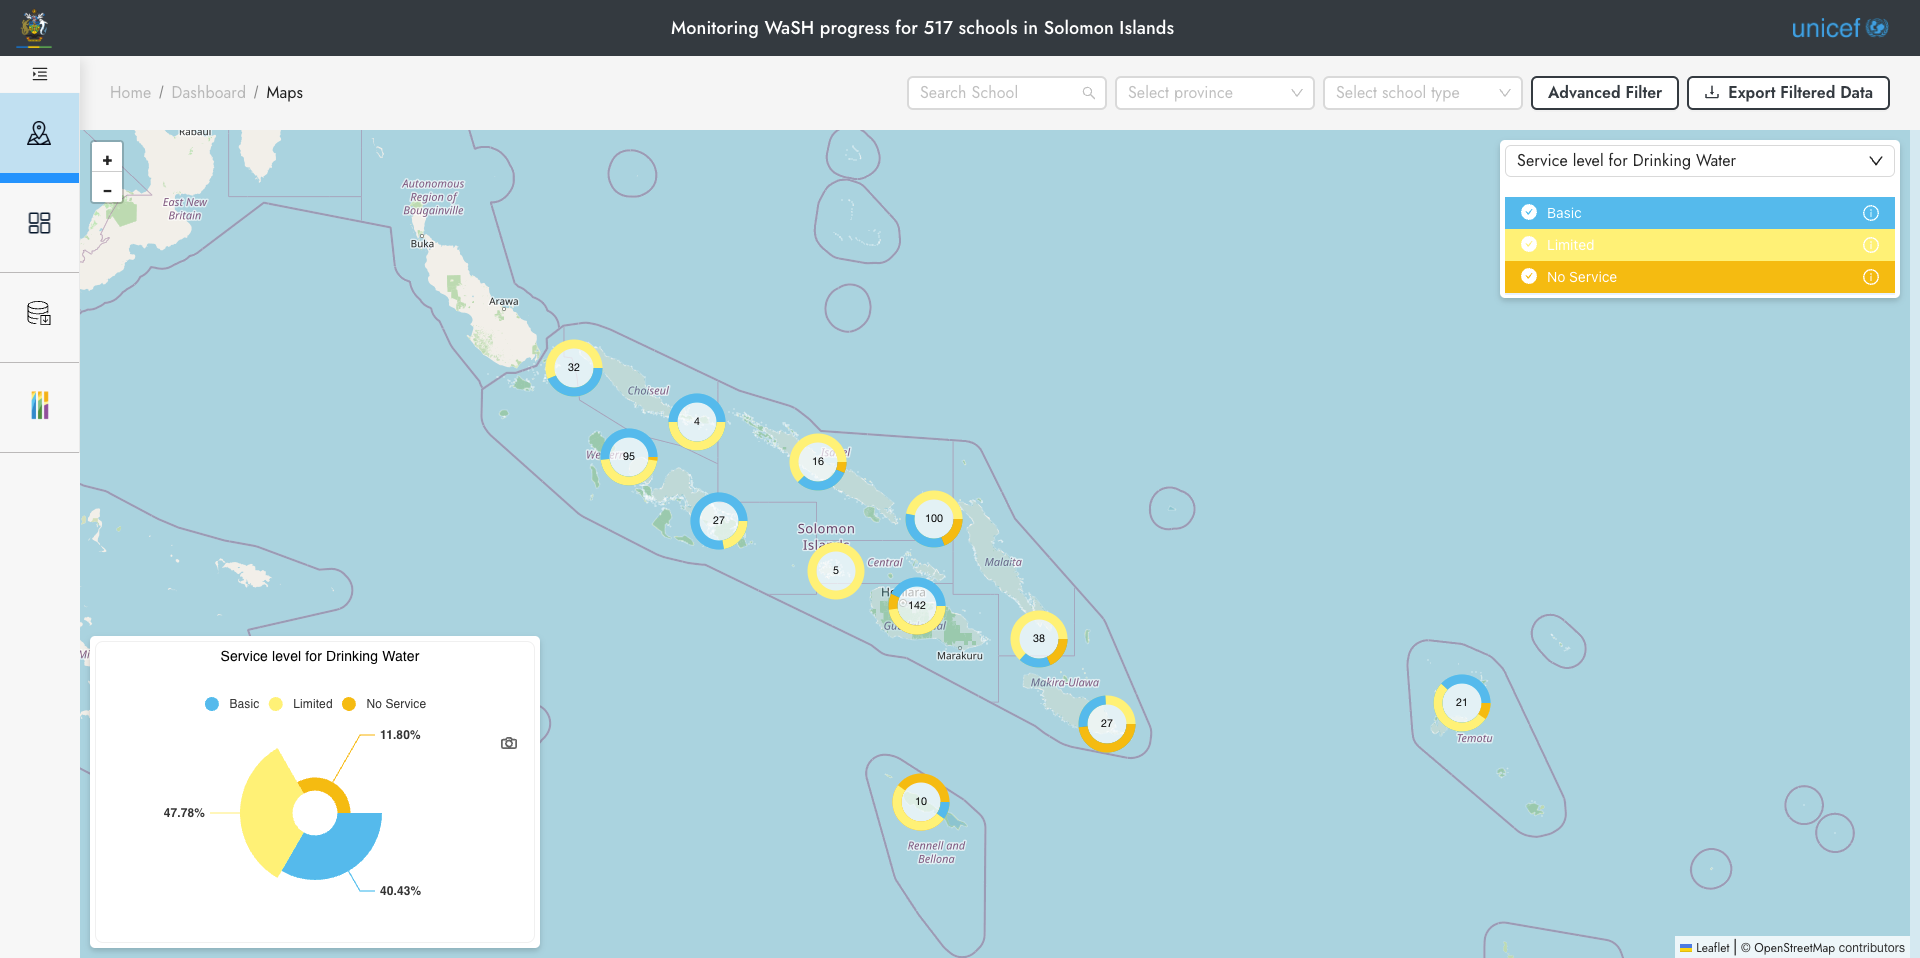 Monitoring WaSH progress for 517 schools in Solomon Islands
unicef
Home / Dashboard / Maps
Search School
Select province
Select school type
Advanced Filter
Export Filtered Data
+
-
Service level for Drinking Water
Basic
Limited
No Service
Rabaul
East New
Britain
Autonomous
Region of
Bougainville
Buka
Arawa
32
Choiseul
4
95
16
27
100
Solomon
Islands
5
Central
Malaita
142
38
Marakuru
Makira-Ulawa
27
21
Temotu
10
Rennell and
Bellona
Service level for Drinking Water
Basic
Limited
No Service
11.80%
47.78%
40.43%
Leaflet | © OpenStreetMap contributors